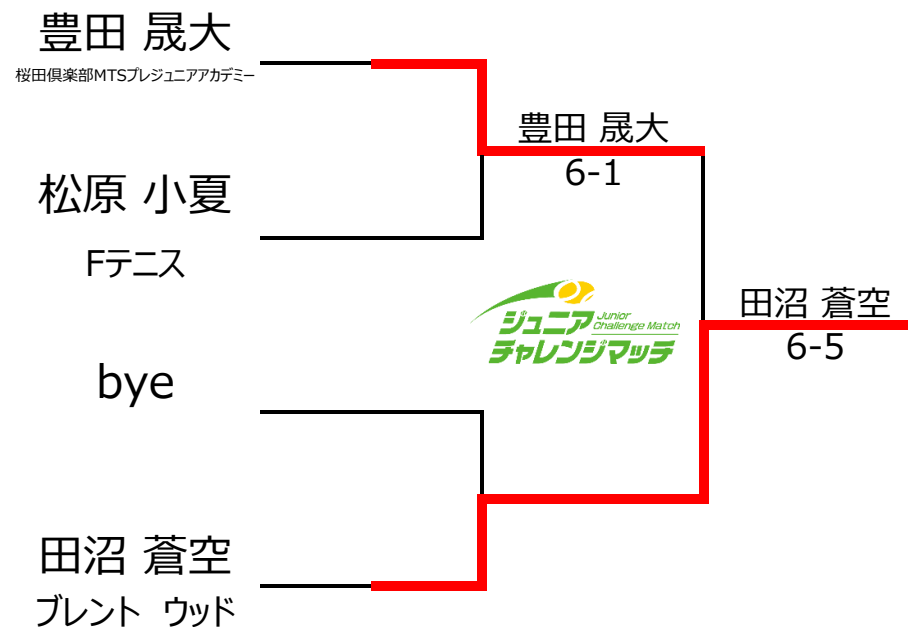 豊田 晟大
桜田倶楽部MTSプレジュニアアカデミー
豊田 晟大
6-1
松原 小夏
Fテニス
ジュニア Junior Challenge Match
チャレンジマッチ
田沼 蒼空
6-5
bye
田沼 蒼空
ブレント ウッド